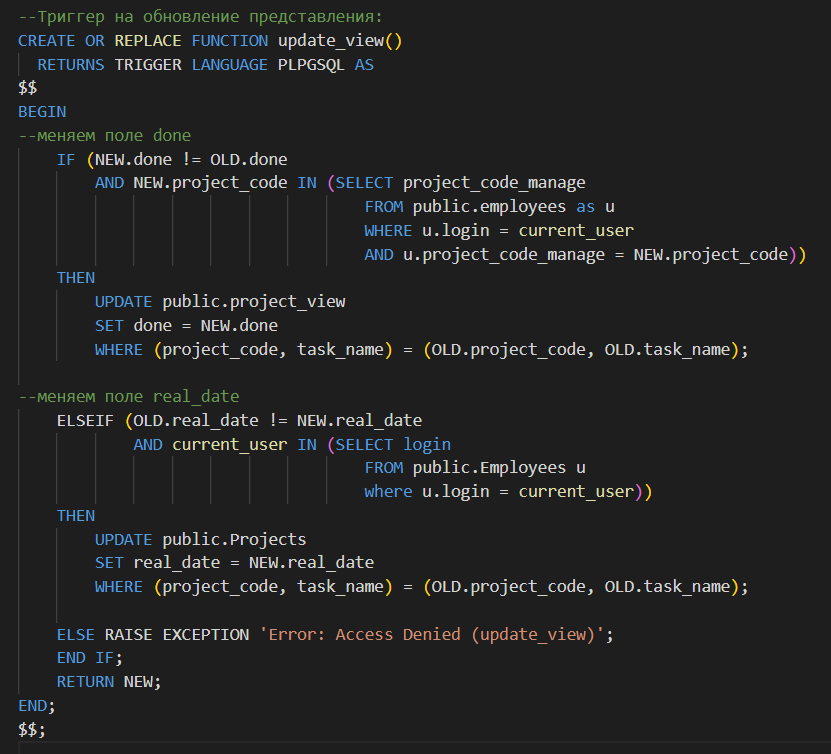 --Триггер на обновление представления:
CREATE OR REPLACE FUNCTION update_view()
  RETURNS TRIGGER LANGUAGE PLPGSQL AS
$$
BEGIN
--меняем поле done
    IF (NEW.done != OLD.done
        AND NEW.project_code IN (SELECT project_code_manage
                                    FROM public.employees as u
                                    WHERE u.login = current_user
                                    AND u.project_code_manage = NEW.project_code))
    THEN
        UPDATE public.project_view
        SET done = NEW.done
        WHERE (project_code, task_name) = (OLD.project_code, OLD.task_name);
--меняем поле real_date
    ELSEIF (OLD.real_date != NEW.real_date
            AND current_user IN (SELECT login
                                    FROM public.Employees u
                                    where u.login = current_user))
    THEN
        UPDATE public.Projects
        SET real_date = NEW.real_date
        WHERE (project_code, task_name) = (OLD.project_code, OLD.task_name);
    ELSE RAISE EXCEPTION 'Error: Access Denied (update_view)';
    END IF;
    RETURN NEW;
END;
$$;